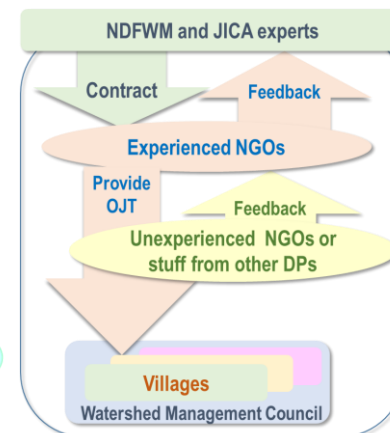 NDFWM and JICA experts
Contract
Feedback
Experienced NGOs
Provide
OJT
Feedback
Unexperienced NGOs or
stuff from other DPs
Villages
Watershed Management Council